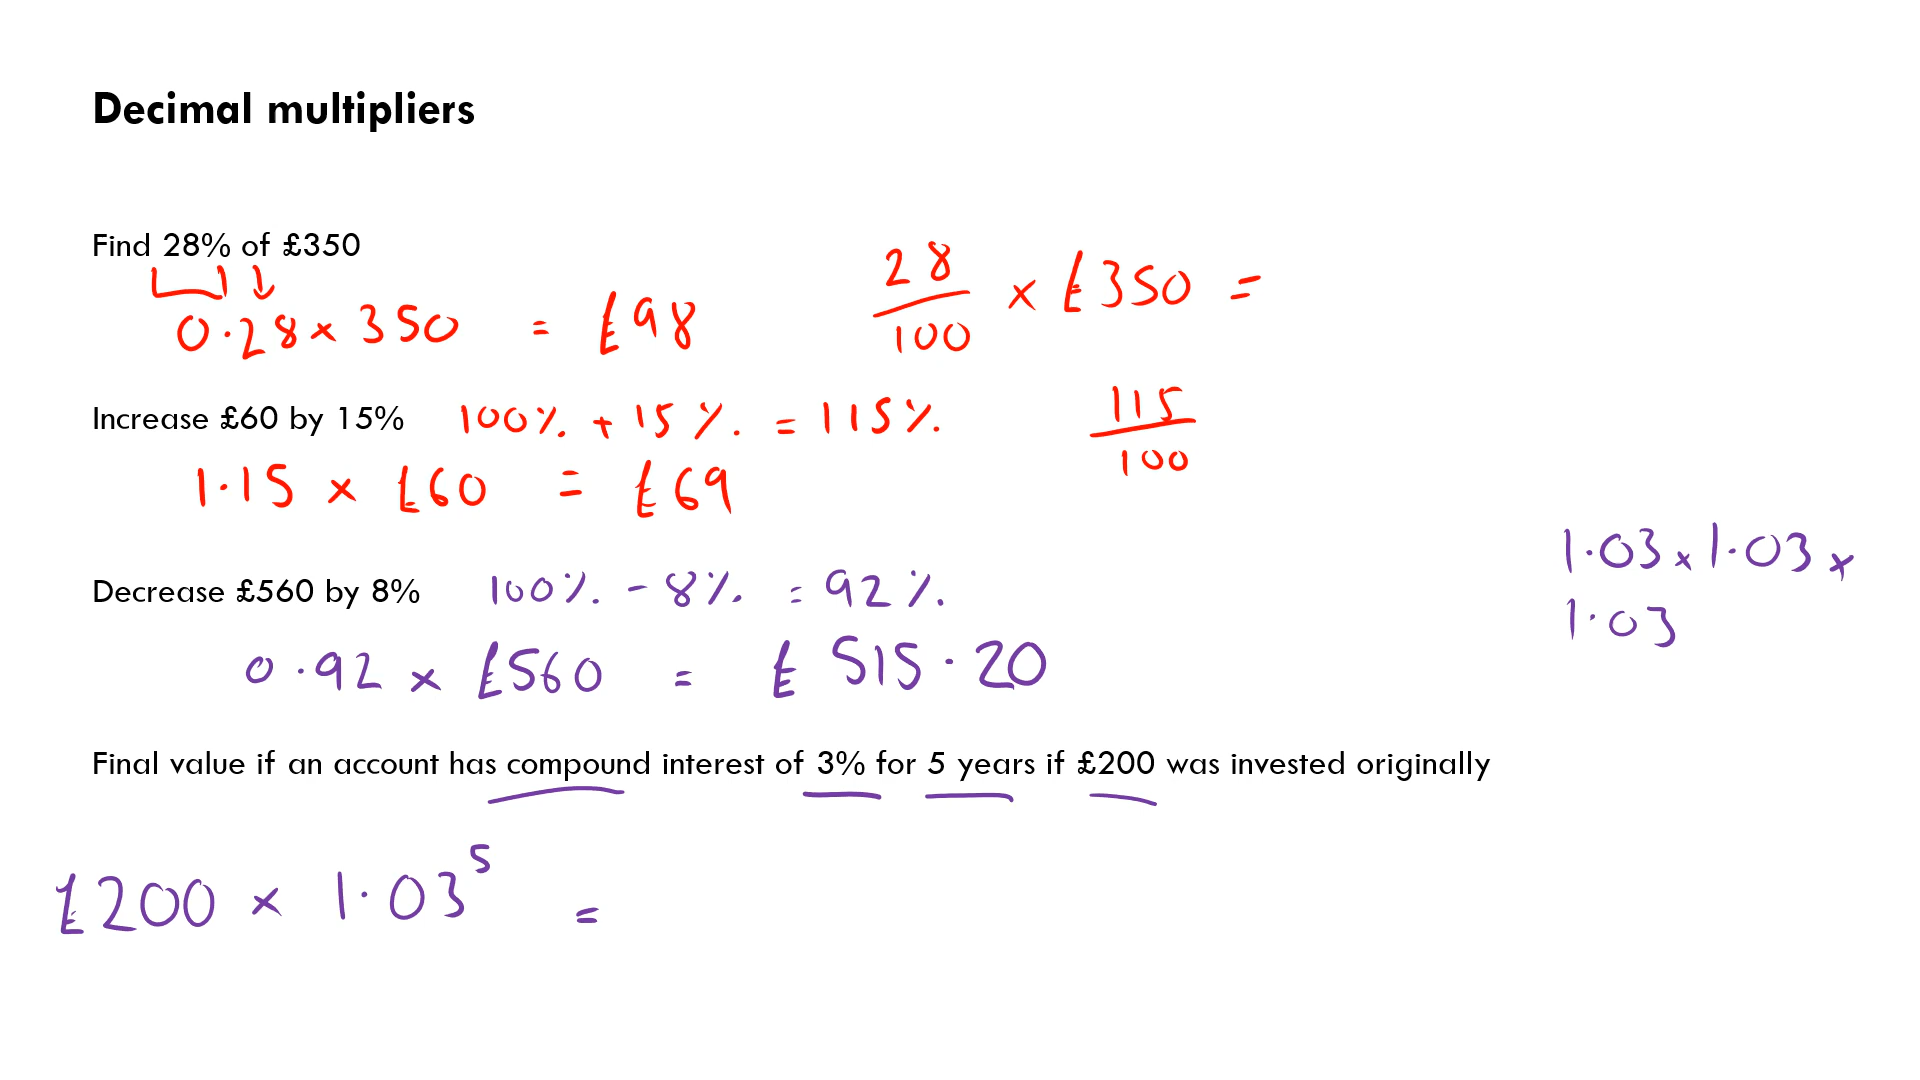 Decimal multipliers
Find 28% of £350
28/100 × £350 =
0.28 × 350 = £98
Increase £60 by 15% 100% + 15% = 115% 115/100
1.15 × £60 = £69
1.03 × 1.03 ×
1.03
Decrease £560 by 8% 100% - 8% = 92%
0.92 × £560 = £515.20
Final value if an account has compound interest of 3% for 5 years if £200 was invested originally
£200 × 1.03⁵ =